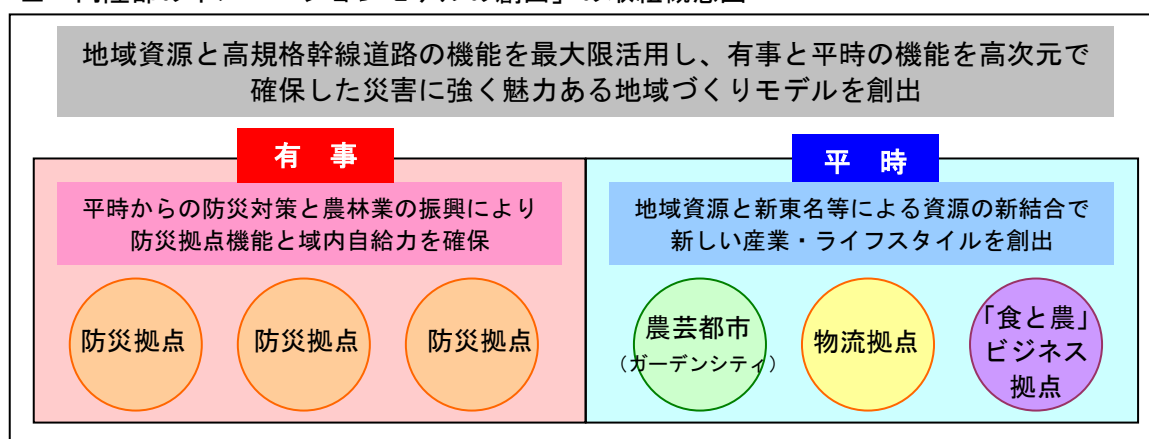 地域資源と高規格幹線道路の機能を最大限活用し、有事と平時の機能を高次元で
確保した災害に強く魅力ある地域づくりモデルを創出
有 事
平時からの防災対策と農林業の振興により
防災拠点機能と域内自給力を確保
防災拠点
防災拠点
防災拠点
平 時
地域資源と新東名等による資源の新結合で
新しい産業・ライフスタイルを創出
農芸都市
（ガーデンシティ）
物流拠点
「食と農」
ビジネス
拠点